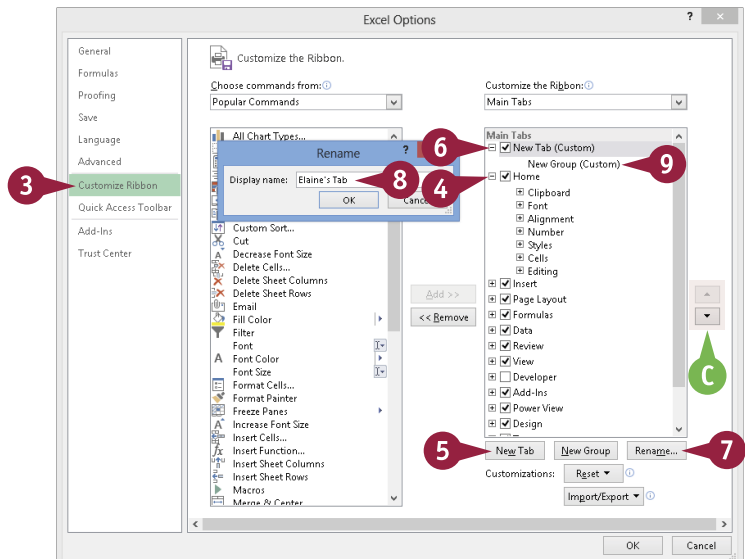 Excel Options
?
General
Formulas
Proofing
Save
Language
Advanced
Customize Ribbon
Quick Access Toolbar
Add-Ins
Trust Center
3
Customize the Ribbon.
Choose commands from:
Popular Commands
All Chart Types...
Rename
?
Display name:
Elaine's Tab
8
OK
Custom Sort...
Cut
Decrease Font Size
Delete Cells...
Delete Sheet Columns
Delete Sheet Rows
Email
Fill Color
Filter
Font
Font Color
Font Size
Format Cells...
Format Painter
Freeze Panes
Increase Font Size
Insert Cells...
Insert Function...
Insert Sheet Columns
Insert Sheet Rows
Macros
Merge & Center
Add >>
<< Remove
Customize the Ribbon:
Main Tabs
Main Tabs
6
New Tab (Custom)
New Group (Custom)
9
4
Home
Clipboard
Font
Alignment
Number
Styles
Cells
Editing
Insert
Page Layout
Formulas
Data
Review
View
Developer
Add-Ins
Power View
Design
C
5
New Tab
New Group
Rename...
7
Customizations:
Reset
Import/Export
OK
Cancel